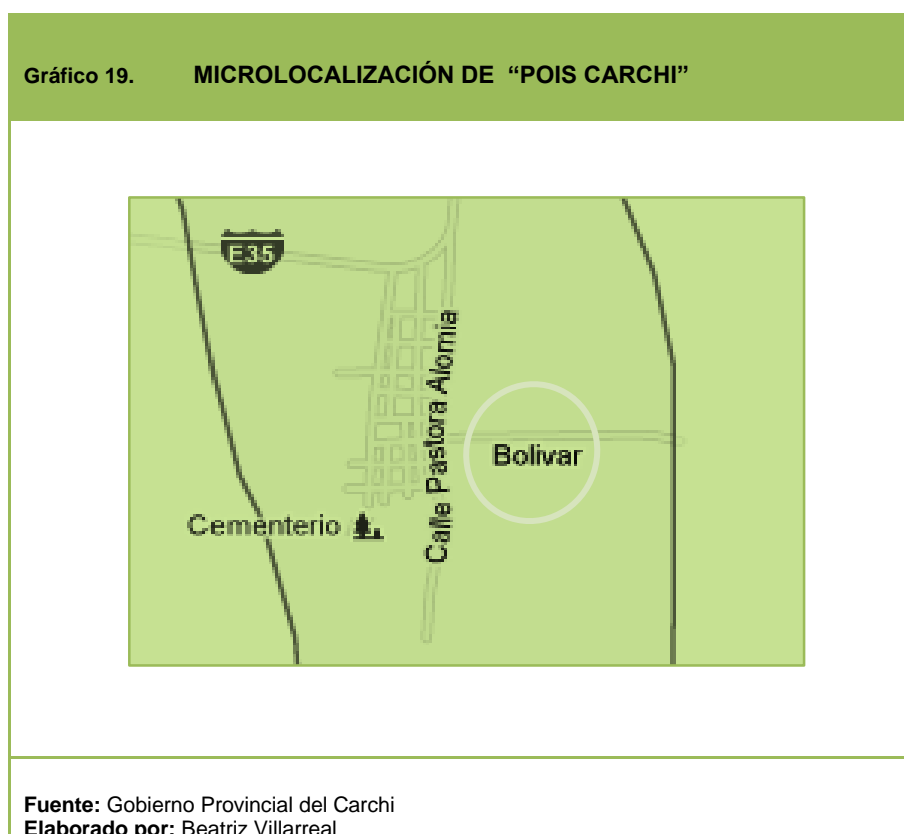 Gráfico 19. MICROLOCALIZACIÓN DE “POIS CARCHI”
E35
Calle Pastora Alomia
Bolivar
Cementerio
Fuente: Gobierno Provincial del Carchi
Elaborado por: Beatriz Villarreal